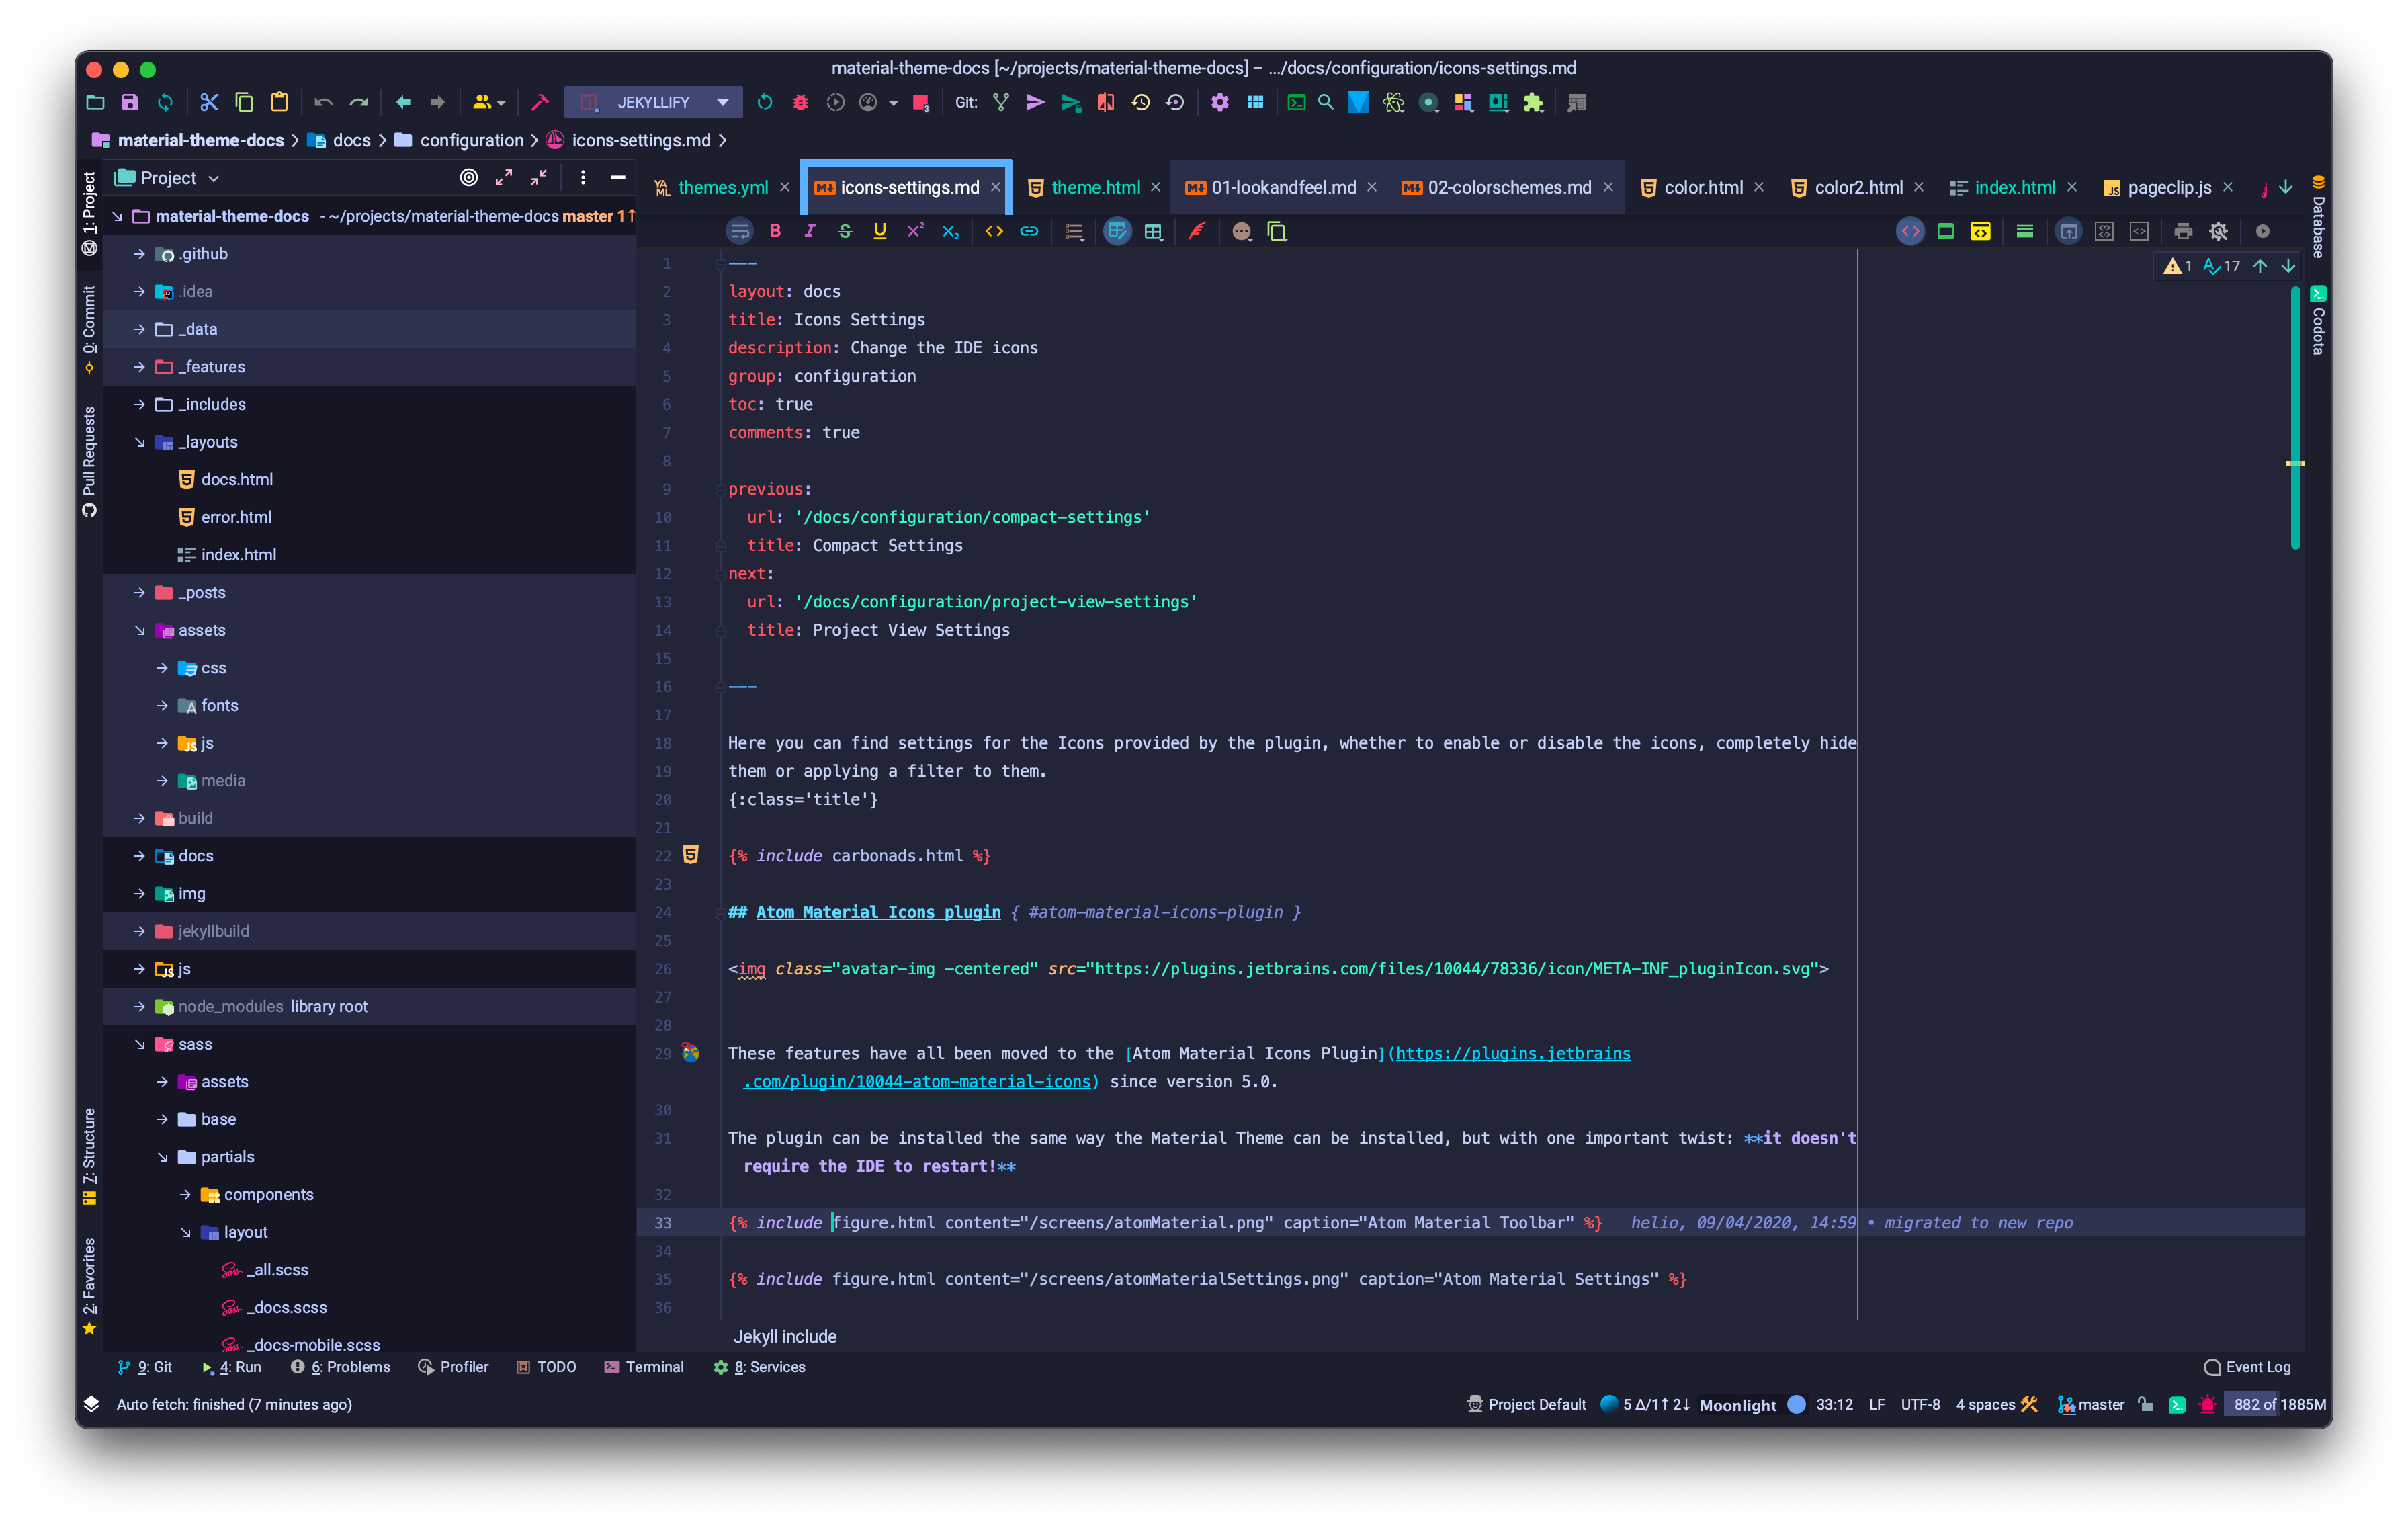 material-theme-docs [~/projects/material-theme-docs] – .../docs/configuration/icons-settings.md
JEKYLLIFY
3
Git:
material-theme-docs
docs
configuration
icons-settings.md
1: Project
0: Commit
Pull Requests
7: Structure
2: Favorites
Project
material-theme-docs - ~/projects/material-theme-docs master 1↑
.github
.idea
_data
_features
_includes
_layouts
docs.html
error.html
index.html
_posts
assets
css
fonts
js
media
build
docs
img
jekyllbuild
js
node_modules library root
sass
assets
base
partials
components
layout
_all.scss
_docs.scss
_docs-mobile.scss
themes.yml
icons-settings.md
theme.html
01-lookandfeel.md
02-colorschemes.md
color.html
color2.html
index.html
pageclip.js
Database
Codota
1 17
1 ---
2 layout: docs
3 title: Icons Settings
4 description: Change the IDE icons
5 group: configuration
6 toc: true
7 comments: true
8
9 previous:
10 url: '/docs/configuration/compact-settings'
11 title: Compact Settings
12 next:
13 url: '/docs/configuration/project-view-settings'
14 title: Project View Settings
15
16 ---
17
18 Here you can find settings for the Icons provided by the plugin, whether to enable or disable the icons, completely hide
19 them or applying a filter to them.
20 {:class='title'}
21
22 {% include carbonads.html %}
23
24 ## Atom Material Icons plugin { #atom-material-icons-plugin }
25
26 <img class="avatar-img -centered" src="https://plugins.jetbrains.com/files/10044/78336/icon/META-INF_pluginIcon.svg">
27
28
29 These features have all been moved to the [Atom Material Icons Plugin](https://plugins.jetbrains
.com/plugin/10044-atom-material-icons) since version 5.0.
30
31 The plugin can be installed the same way the Material Theme can be installed, but with one important twist: **it doesn't
require the IDE to restart!**
32
33 {% include figure.html content="/screens/atomMaterial.png" caption="Atom Material Toolbar" %} helio, 09/04/2020, 14:59 • migrated to new repo
34
35 {% include figure.html content="/screens/atomMaterialSettings.png" caption="Atom Material Settings" %}
36
Jekyll include
9: Git
4: Run
6: Problems
Profiler
TODO
Terminal
8: Services
Event Log
Auto fetch: finished (7 minutes ago)
Project Default
5 Δ/1↑ 2↓
Moonlight
33:12
LF
UTF-8
4 spaces
master
882 of 1885M